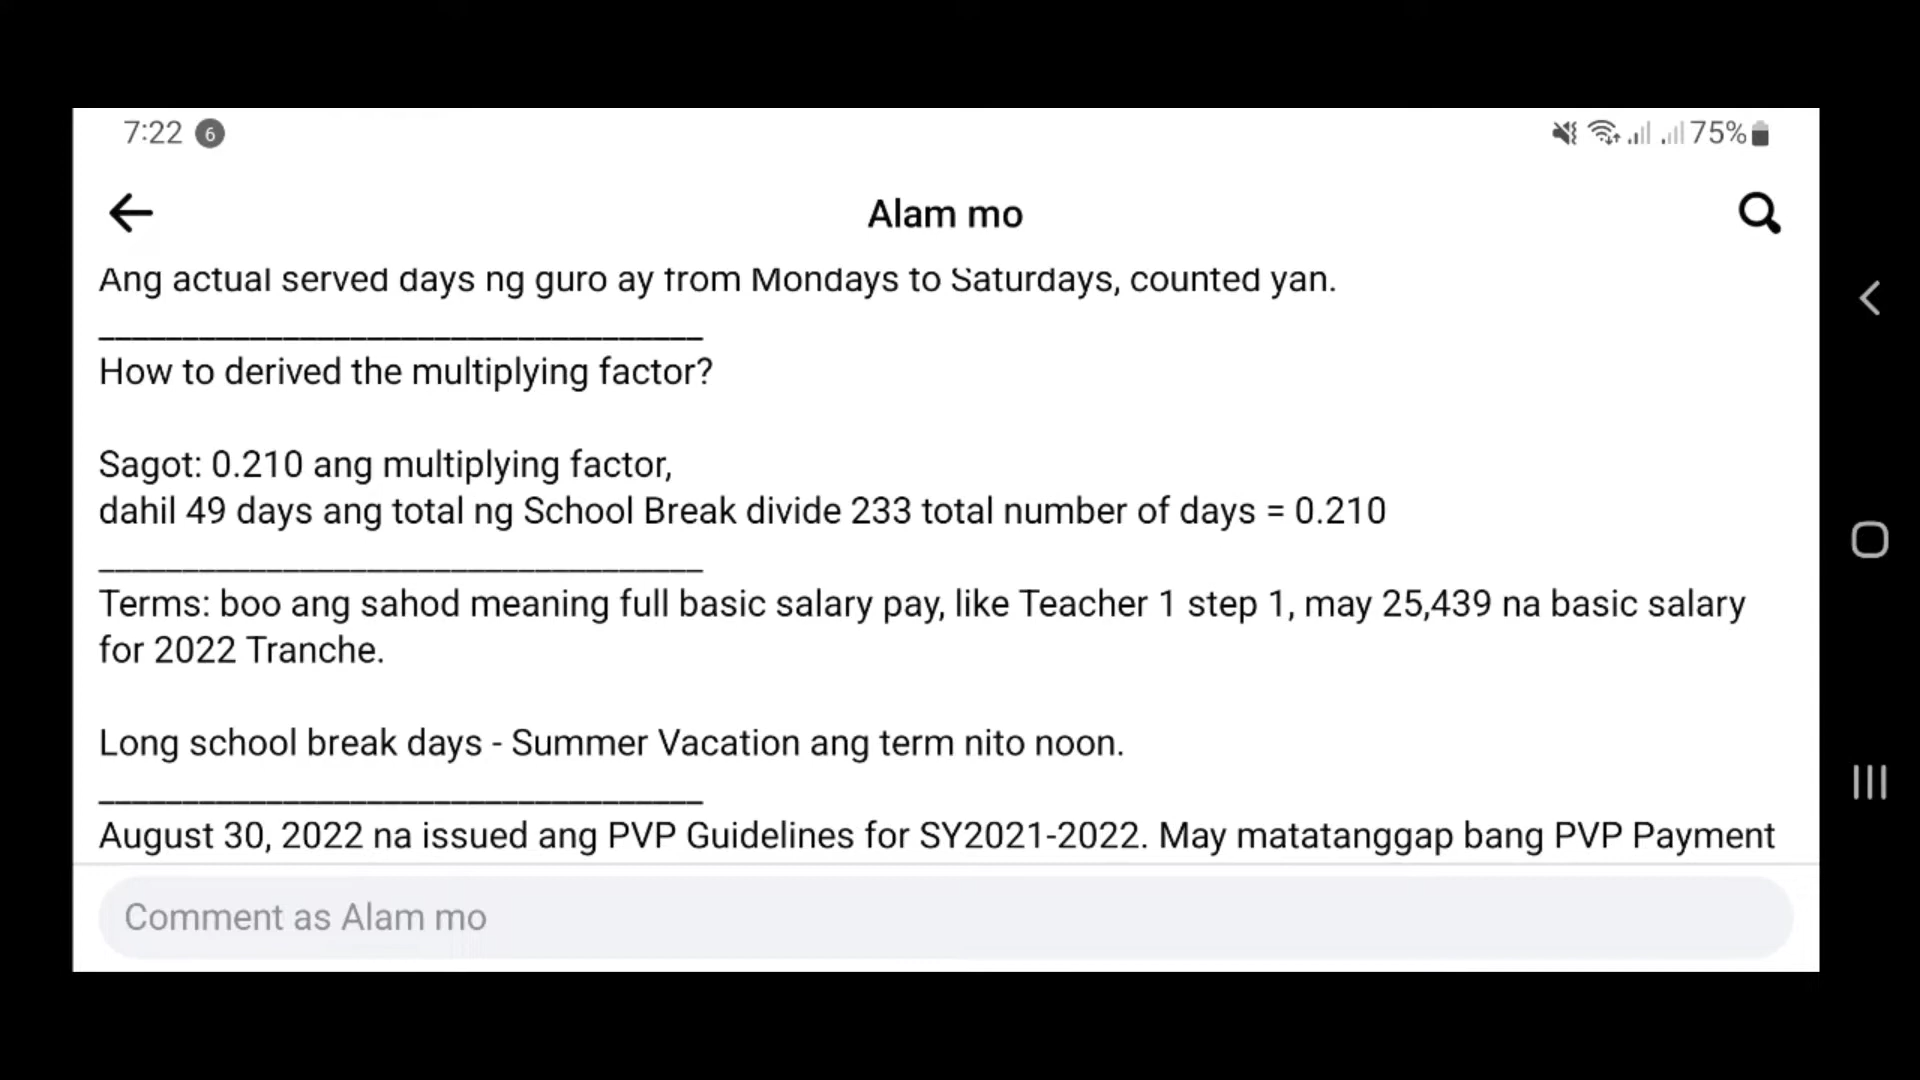 7:22 6 75%
Alam mo
Ang actual served days ng guro ay from Mondays to Saturdays, counted yan.
_________________________________
How to derived the multiplying factor?
Sagot: 0.210 ang multiplying factor,
dahil 49 days ang total ng School Break divide 233 total number of days = 0.210
_________________________________
Terms: boo ang sahod meaning full basic salary pay, like Teacher 1 step 1, may 25,439 na basic salary
for 2022 Tranche.
Long school break days - Summer Vacation ang term nito noon.
_________________________________
August 30, 2022 na issued ang PVP Guidelines for SY2021-2022. May matatanggap bang PVP Payment
Comment as Alam mo